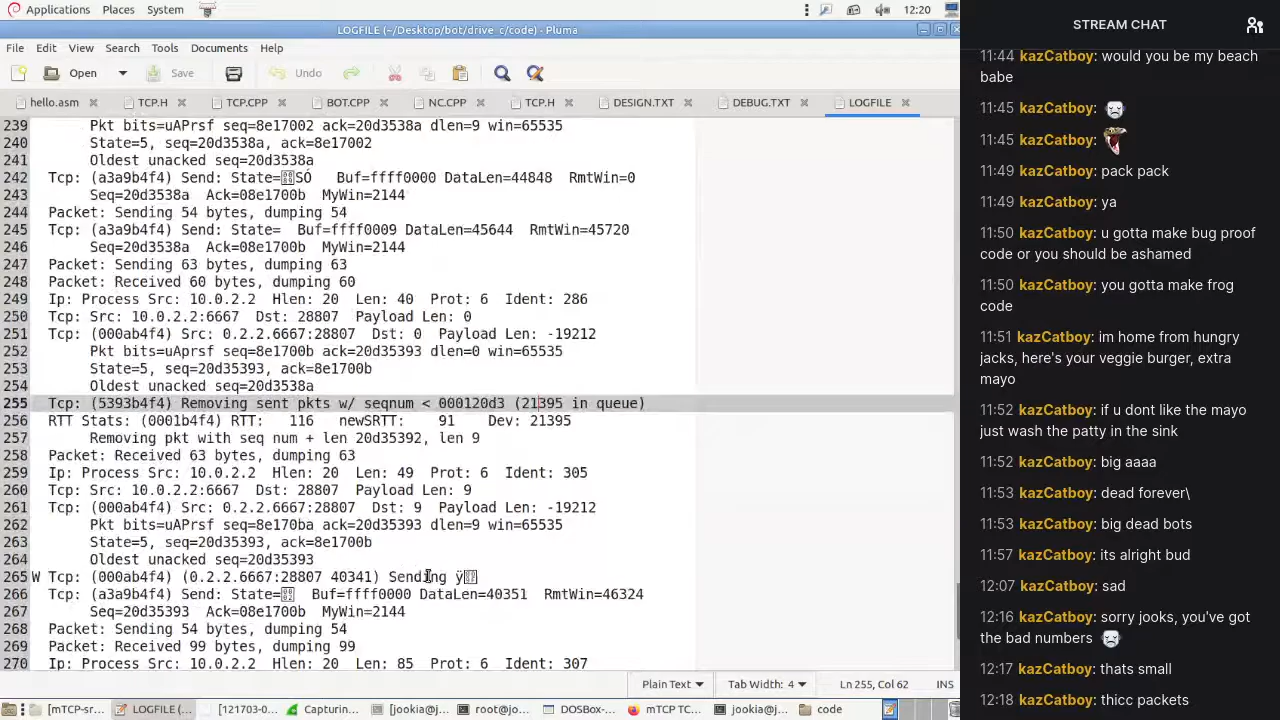 Applications Places System 12:20
LOGFILE (~/Desktop/bot/drive_c/code) - Pluma
File Edit View Search Tools Documents Help
Open Save Undo
hello.asm TCP.H TCP.CPP BOT.CPP NC.CPP TCP.H DESIGN.TXT DEBUG.TXT LOGFILE
239 Pkt bits=uAPrsf seq=8e17002 ack=20d3538a dlen=9 win=65535
240 State=5, seq=20d3538a, ack=8e17002
241 Oldest unacked seq=20d3538a
242 Tcp: (a3a9b4f4) Send: State= SÓ Buf=ffff0000 DataLen=44848 RmtWin=0
243 Seq=20d3538a Ack=08e1700b MyWin=2144
244 Packet: Sending 54 bytes, dumping 54
245 Tcp: (a3a9b4f4) Send: State= Buf=ffff0009 DataLen=45644 RmtWin=45720
246 Seq=20d3538a Ack=08e1700b MyWin=2144
247 Packet: Sending 63 bytes, dumping 63
248 Packet: Received 60 bytes, dumping 60
249 Ip: Process Src: 10.0.2.2 Hlen: 20 Len: 40 Prot: 6 Ident: 286
250 Tcp: Src: 10.0.2.2:6667 Dst: 28807 Payload Len: 0
251 Tcp: (000ab4f4) Src: 0.2.2.6667:28807 Dst: 0 Payload Len: -19212
252 Pkt bits=uAprsf seq=8e1700b ack=20d35393 dlen=0 win=65535
253 State=5, seq=20d35393, ack=8e1700b
254 Oldest unacked seq=20d3538a
255 Tcp: (5393b4f4) Removing sent pkts w/ seqnum < 000120d3 (21395 in queue)
256 RTT Stats: (0001b4f4) RTT: 116 newSRTT: 91 Dev: 21395
257 Removing pkt with seq num + len 20d35392, len 9
258 Packet: Received 63 bytes, dumping 63
259 Ip: Process Src: 10.0.2.2 Hlen: 20 Len: 49 Prot: 6 Ident: 305
260 Tcp: Src: 10.0.2.2:6667 Dst: 28807 Payload Len: 9
261 Tcp: (000ab4f4) Src: 0.2.2.6667:28807 Dst: 9 Payload Len: -19212
262 Pkt bits=uAPrsf seq=8e170ba ack=20d35393 dlen=9 win=65535
263 State=5, seq=20d35393, ack=8e1700b
264 Oldest unacked seq=20d35393
265 W Tcp: (000ab4f4) (0.2.2.6667:28807 40341) Sending ÿ
266 Tcp: (a3a9b4f4) Send: State= Buf=ffff0000 DataLen=40351 RmtWin=46324
267 Seq=20d35393 Ack=08e1700b MyWin=2144
268 Packet: Sending 54 bytes, dumping 54
269 Packet: Received 99 bytes, dumping 99
270 Ip: Process Src: 10.0.2.2 Hlen: 20 Len: 85 Prot: 6 Ident: 307
Plain Text Tab Width: 4 Ln 255, Col 62 INS
[mTCP-sr... LOGFILE (... [121703-0... Capturin... [jookia@j... root@jo... DOSBox-... mTCP TC... jookia@j... code
STREAM CHAT
11:44 kazCatboy: would you be my beach
babe
11:45 kazCatboy:
11:45 kazCatboy:
11:49 kazCatboy: pack pack
11:49 kazCatboy: ya
11:50 kazCatboy: u gotta make bug proof
code or you should be ashamed
11:50 kazCatboy: you gotta make frog
code
11:51 kazCatboy: im home from hungry
jacks, here's your veggie burger, extra
mayo
11:52 kazCatboy: if u dont like the mayo
just wash the patty in the sink
11:52 kazCatboy: big aaaa
11:53 kazCatboy: dead forever\
11:53 kazCatboy: big dead bots
11:57 kazCatboy: its alright bud
12:07 kazCatboy: sad
12:16 kazCatboy: sorry jooks, you've got
the bad numbers
12:17 kazCatboy: thats small
12:18 kazCatboy: thicc packets